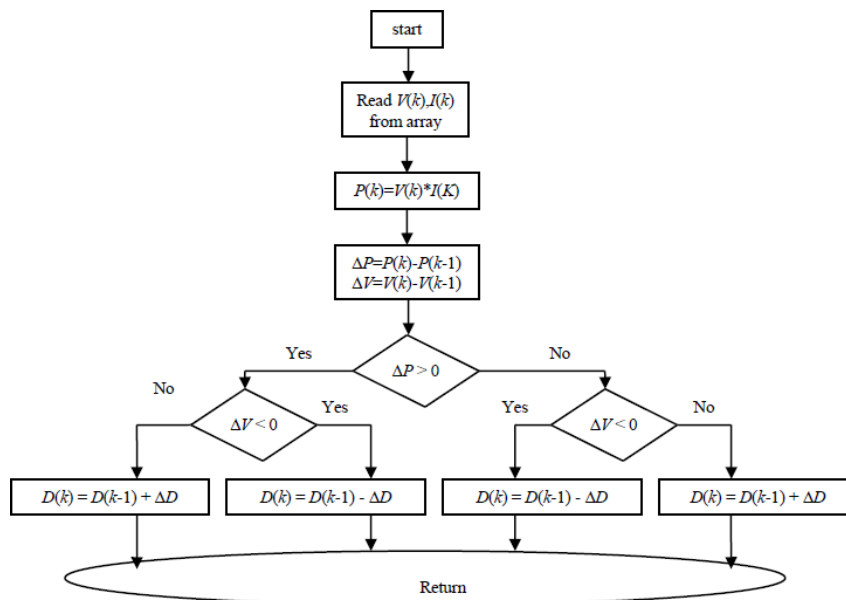 start
Read V(k),I(k)
from array
P(k)=V(k)*I(K)
ΔP=P(k)-P(k-1)
ΔV=V(k)-V(k-1)
Yes
ΔP > 0
No
No
ΔV < 0
Yes
Yes
ΔV < 0
No
D(k) = D(k-1) + ΔD
D(k) = D(k-1) - ΔD
D(k) = D(k-1) - ΔD
D(k) = D(k-1) + ΔD
Return